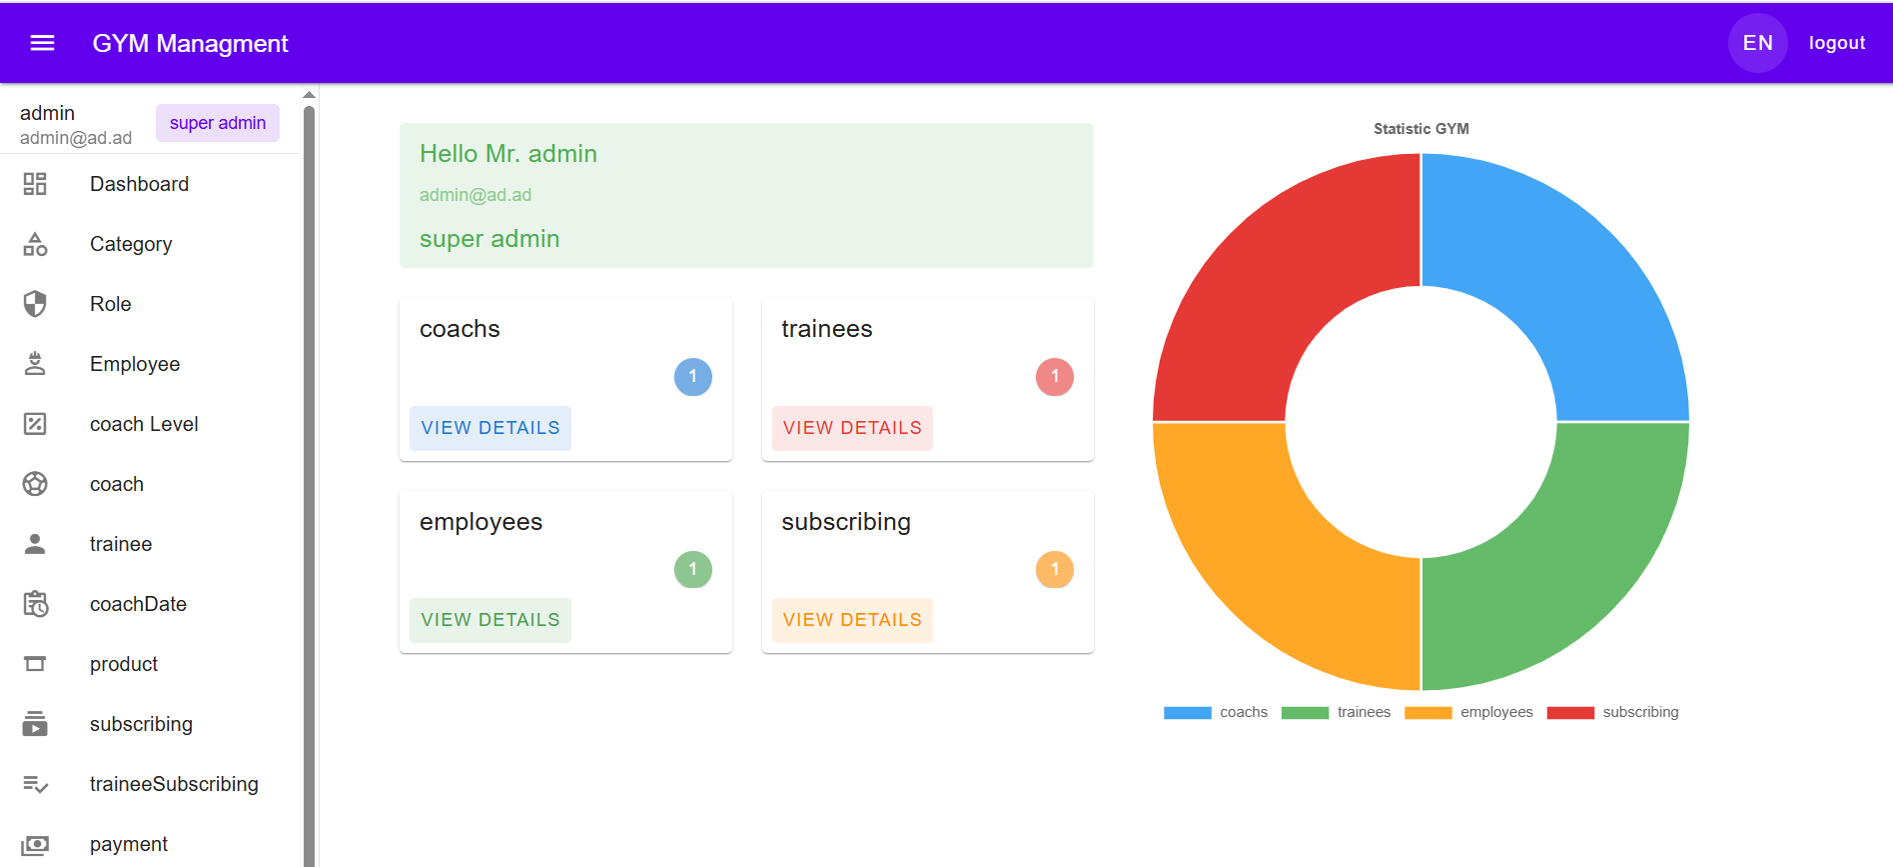 GYM Managment
EN
logout
admin
admin@ad.ad
super admin
Dashboard
Category
Role
Employee
coach Level
coach
trainee
coachDate
product
subscribing
traineeSubscribing
payment
Hello Mr. admin
admin@ad.ad
super admin
coachs
1
VIEW DETAILS
trainees
1
VIEW DETAILS
employees
1
VIEW DETAILS
subscribing
1
VIEW DETAILS
Statistic GYM
coachs trainees employees subscribing